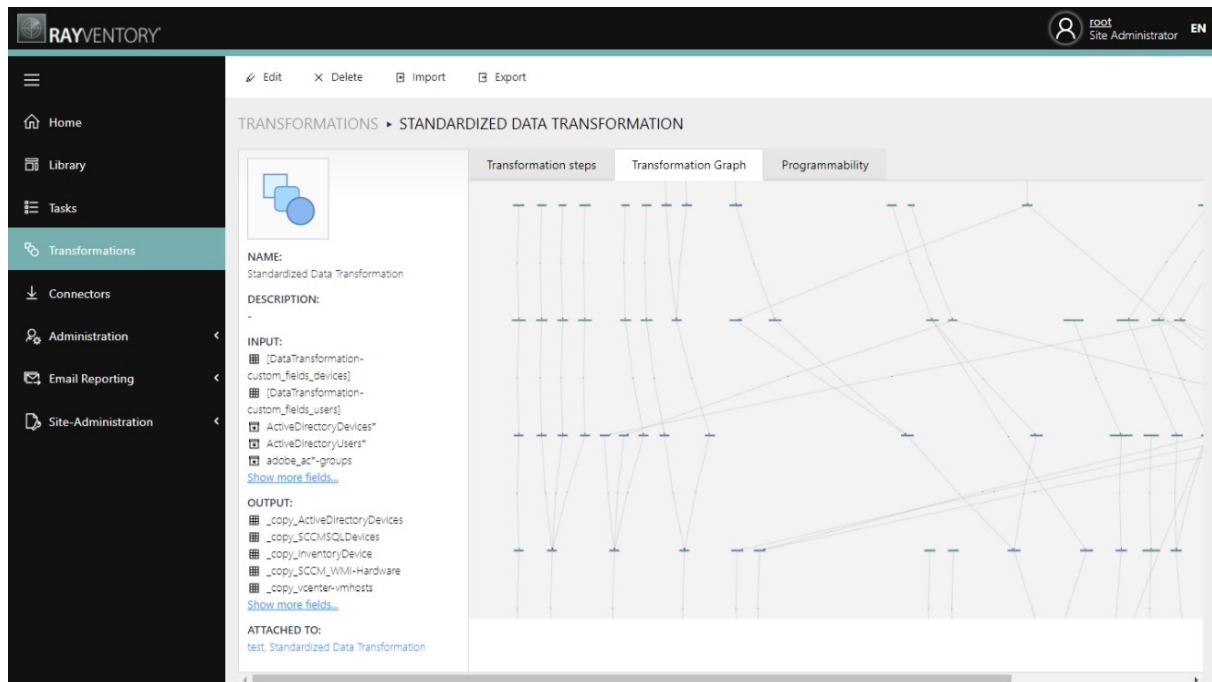 RAYVENTORY
root
Site Administrator
EN
Edit
Delete
Import
Export
Home
Library
Tasks
Transformations
Connectors
Administration
Email Reporting
Site-Administration
TRANSFORMATIONS ▸ STANDARDIZED DATA TRANSFORMATION
Transformation steps
Transformation Graph
Programmability
NAME:
Standardized Data Transformation
DESCRIPTION:
-
INPUT:
[DataTransformation-
custom_fields_devices]
[DataTransformation-
custom_fields_users]
ActiveDirectoryDevices*
ActiveDirectoryUsers*
adobe_ac*-groups
Show more fields...
OUTPUT:
_copy_ActiveDirectoryDevices
_copy_SCCMSQLDevices
_copy_InventoryDevice
_copy_SCCM_WMI-Hardware
_copy_vcenter-vmhosts
Show more fields...
ATTACHED TO:
test, Standardized Data Transformation